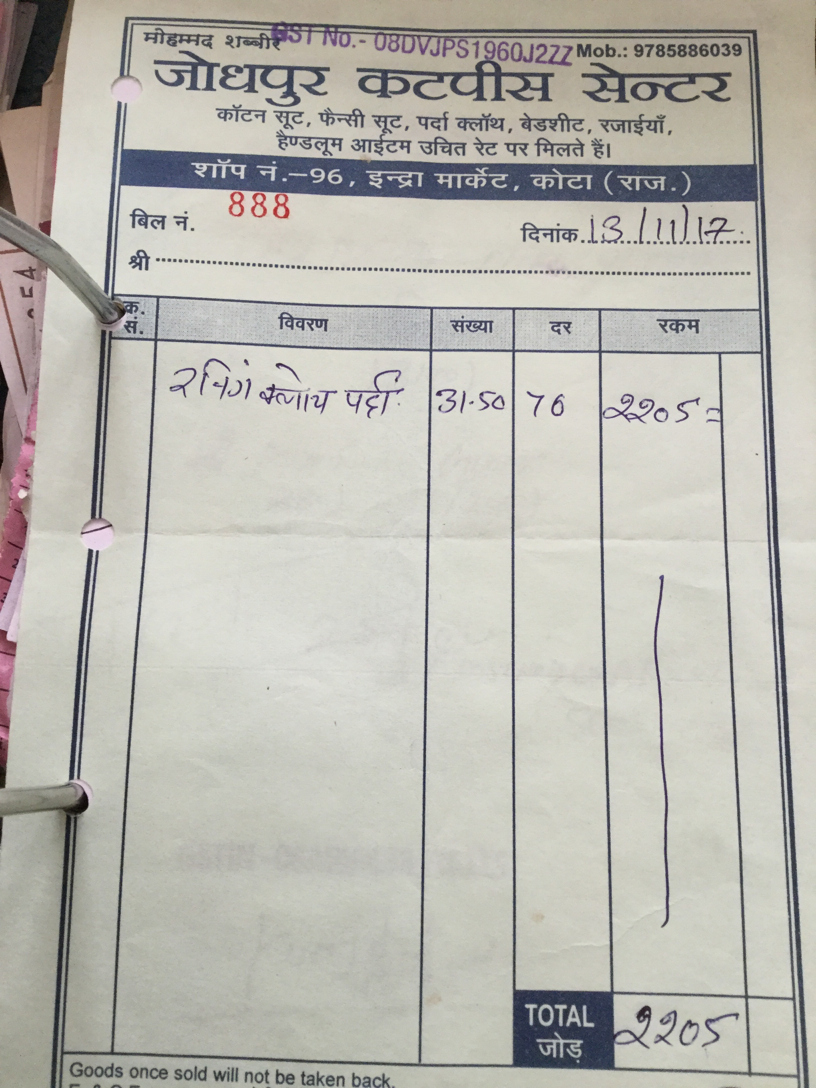 मोहम्मद शब्बीर GST No.- 08DVJPS1960J2ZZ Mob.: 9785886039
जोधपुर कटपीस सेन्टर
कॉटन सूट, फैन्सी सूट, पर्दा क्लॉथ, बेडशीट, रजाईयाँ,
हैण्डलूम आईटम उचित रेट पर मिलते हैं।
शॉप नं.–96, इन्द्रा मार्केट, कोटा (राज.)
बिल नं. 888 दिनांक 13/11/17
श्री
क्र. सं. विवरण संख्या दर रकम
रनिंग क्लोथ पर्दा 31.50 70 2205=
TOTAL जोड़ 2205
Goods once sold will not be taken back.